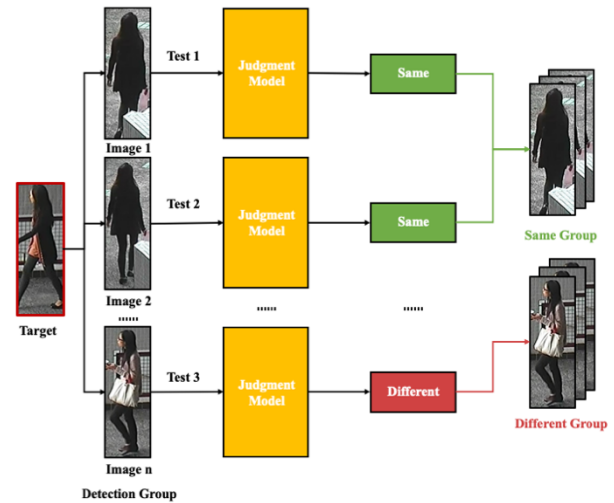 Test 1
Judgment
Model
Same
Image 1
Test 2
Judgment
Model
Same
Same Group
Target
Image 2
......
......
......
Test 3
Judgment
Model
Different
Different Group
Image n
Detection Group